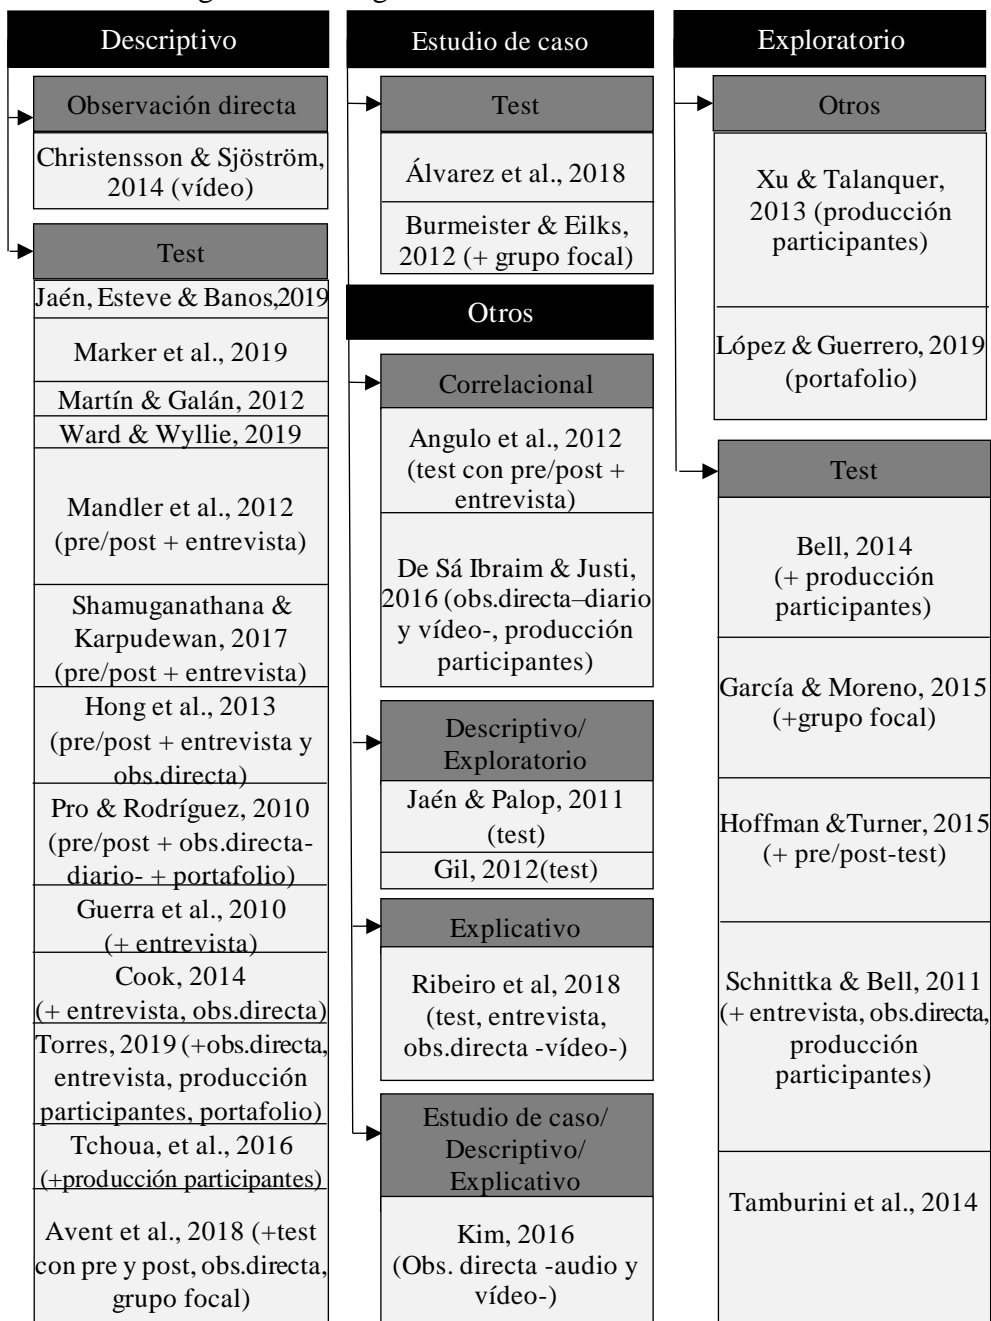 Descriptivo
Observación directa
Christensson & Sjöström,
2014 (vídeo)
Test
Jaén, Esteve & Banos,2019
Marker et al., 2019
Martín & Galán, 2012
Ward & Wyllie, 2019
Mandler et al., 2012
(pre/post + entrevista)
Shamuganathana &
Karpudewan, 2017
(pre/post + entrevista)
Hong et al., 2013
(pre/post + entrevista y
obs.directa)
Pro & Rodríguez, 2010
(pre/post + obs.directa-
diario- + portafolio)
Guerra et al., 2010
(+ entrevista)
Cook, 2014
(+ entrevista, obs.directa)
Torres, 2019 (+obs.directa,
entrevista, producción
participantes, portafolio)
Tchoua, et al., 2016
(+producción participantes)
Avent et al., 2018 (+test
con pre y post, obs.directa,
grupo focal)
Estudio de caso
Test
Álvarez et al., 2018
Burmeister & Eilks,
2012 (+ grupo focal)
Otros
Correlacional
Angulo et al., 2012
(test con pre/post +
entrevista)
De Sá Ibraim & Justi,
2016 (obs.directa–diario
y vídeo-, producción
participantes)
Descriptivo/
Exploratorio
Jaén & Palop, 2011
(test)
Gil, 2012(test)
Explicativo
Ribeiro et al, 2018
(test, entrevista,
obs.directa -vídeo-)
Estudio de caso/
Descriptivo/
Explicativo
Kim, 2016
(Obs. directa -audio y
vídeo-)
Exploratorio
Otros
Xu & Talanquer,
2013 (producción
participantes)
López & Guerrero, 2019
(portafolio)
Test
Bell, 2014
(+ producción
participantes)
García & Moreno, 2015
(+grupo focal)
Hoffman &Turner, 2015
(+ pre/post-test)
Schnittka & Bell, 2011
(+ entrevista, obs.directa,
producción
participantes)
Tamburini et al., 2014